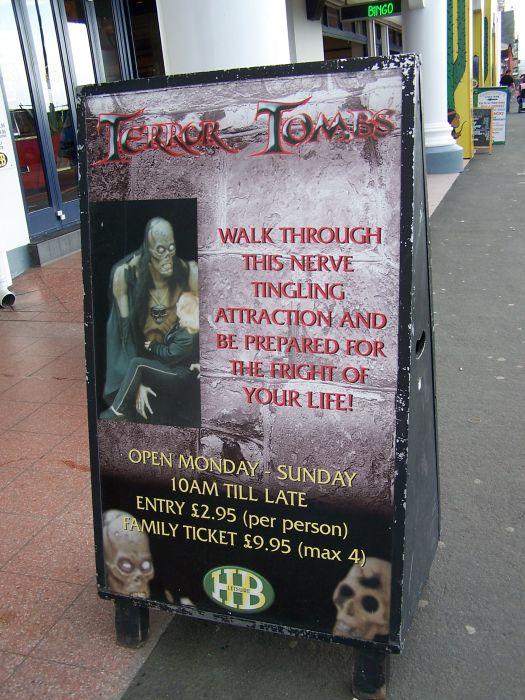 BINGO
TERROR TOMBS
WALK THROUGH
THIS NERVE
TINGLING
ATTRACTION AND
BE PREPARED FOR
THE FRIGHT OF
YOUR LIFE!
OPEN MONDAY - SUNDAY
10AM TILL LATE
ENTRY £2.95 (per person)
FAMILY TICKET £9.95 (max 4)
HB
LEISURE